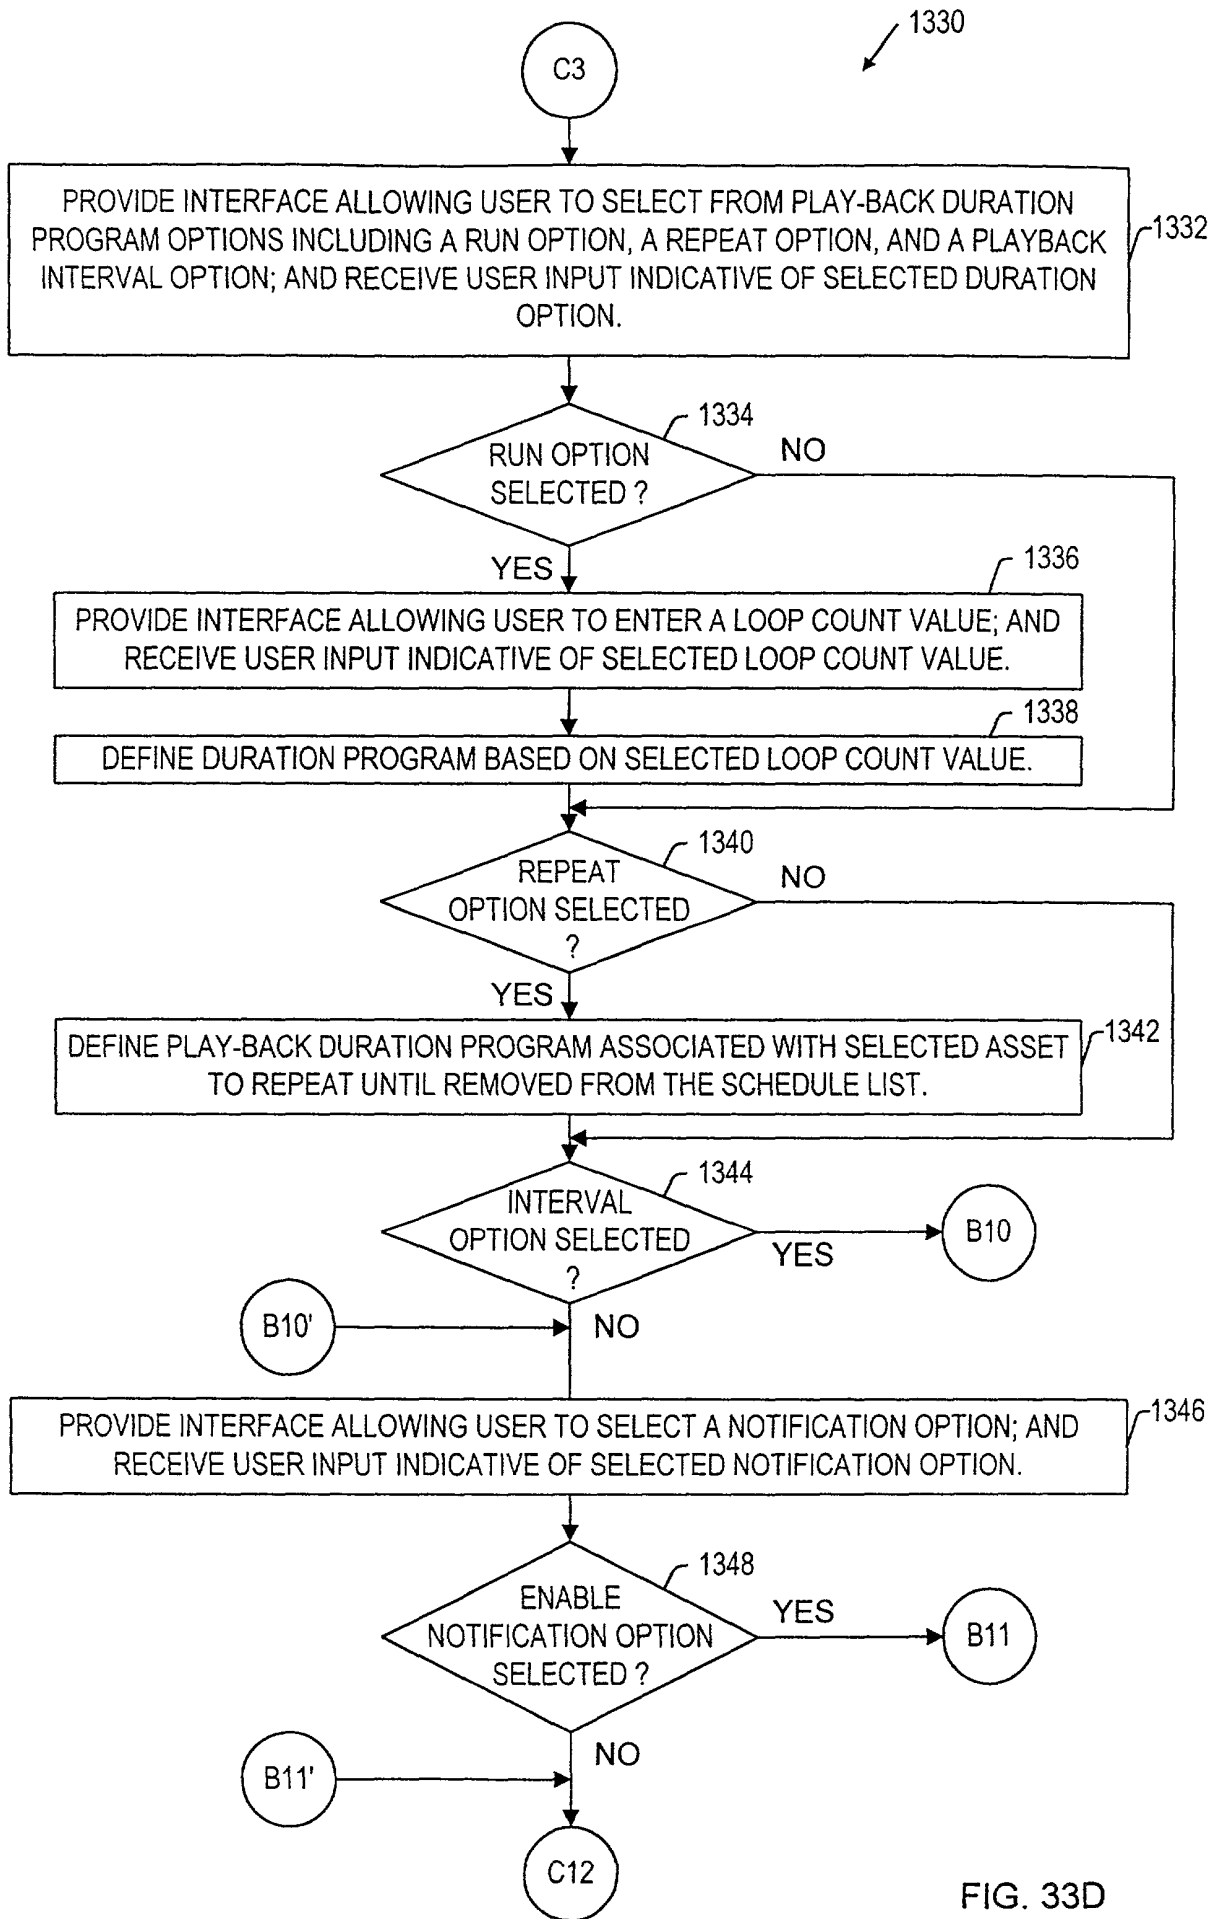 1330
C3
PROVIDE INTERFACE ALLOWING USER TO SELECT FROM PLAY-BACK DURATION
PROGRAM OPTIONS INCLUDING A RUN OPTION, A REPEAT OPTION, AND A PLAYBACK
INTERVAL OPTION; AND RECEIVE USER INPUT INDICATIVE OF SELECTED DURATION
OPTION.
1332
1334
RUN OPTION
SELECTED ?
NO
YES
1336
PROVIDE INTERFACE ALLOWING USER TO ENTER A LOOP COUNT VALUE; AND
RECEIVE USER INPUT INDICATIVE OF SELECTED LOOP COUNT VALUE.
1338
DEFINE DURATION PROGRAM BASED ON SELECTED LOOP COUNT VALUE.
1340
REPEAT
OPTION SELECTED
?
NO
YES
DEFINE PLAY-BACK DURATION PROGRAM ASSOCIATED WITH SELECTED ASSET
TO REPEAT UNTIL REMOVED FROM THE SCHEDULE LIST.
1342
1344
INTERVAL
OPTION SELECTED
?
YES
B10
B10'
NO
PROVIDE INTERFACE ALLOWING USER TO SELECT A NOTIFICATION OPTION; AND
RECEIVE USER INPUT INDICATIVE OF SELECTED NOTIFICATION OPTION.
1346
1348
ENABLE
NOTIFICATION OPTION
SELECTED ?
YES
B11
NO
B11'
C12
FIG. 33D